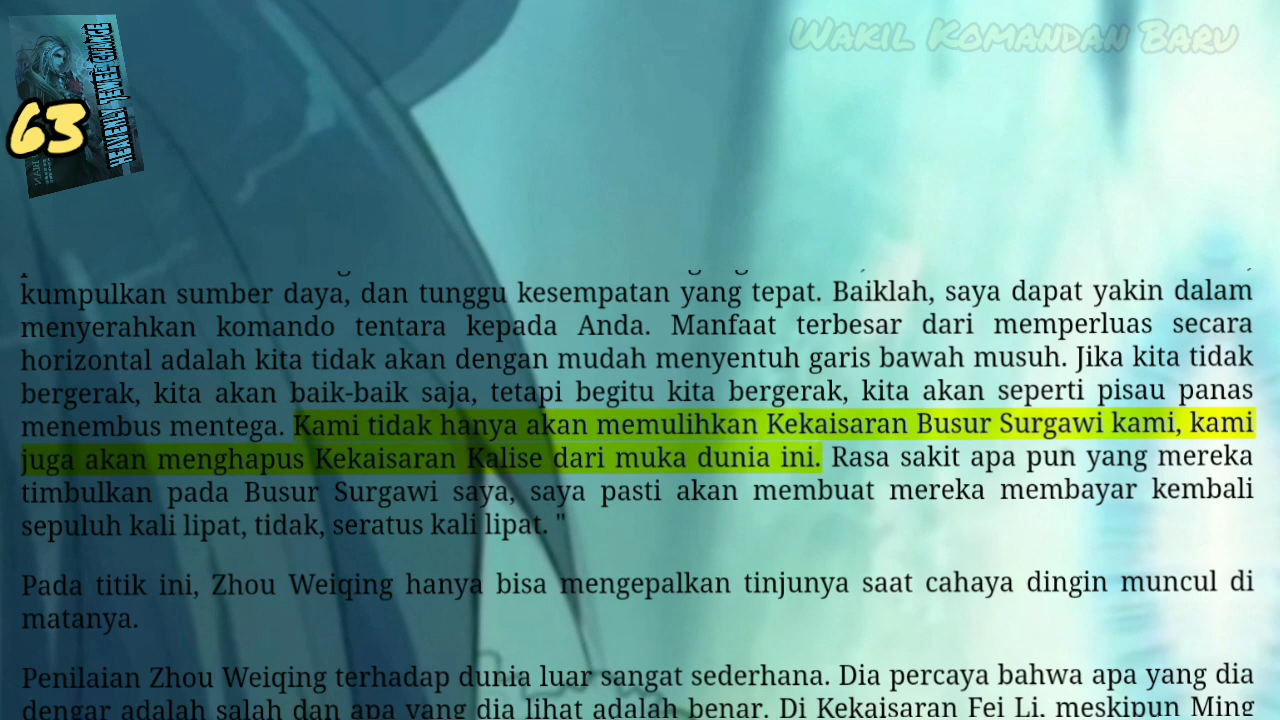 Wakil Komandan Baru
HEAVENLY JEWEL CHANGE
63
kumpulkan sumber daya, dan tunggu kesempatan yang tepat. Baiklah, saya dapat yakin dalam
menyerahkan komando tentara kepada Anda. Manfaat terbesar dari memperluas secara
horizontal adalah kita tidak akan dengan mudah menyentuh garis bawah musuh. Jika kita tidak
bergerak, kita akan baik-baik saja, tetapi begitu kita bergerak, kita akan seperti pisau panas
menembus mentega. Kami tidak hanya akan memulihkan Kekaisaran Busur Surgawi kami, kami
juga akan menghapus Kekaisaran Kalise dari muka dunia ini. Rasa sakit apa pun yang mereka
timbulkan pada Busur Surgawi saya, saya pasti akan membuat mereka membayar kembali
sepuluh kali lipat, tidak, seratus kali lipat. "
Pada titik ini, Zhou Weiqing hanya bisa mengepalkan tinjunya saat cahaya dingin muncul di
matanya.
Penilaian Zhou Weiqing terhadap dunia luar sangat sederhana. Dia percaya bahwa apa yang dia
dengar adalah salah dan apa yang dia lihat adalah benar. Di Kekaisaran Fei Li, meskipun Ming